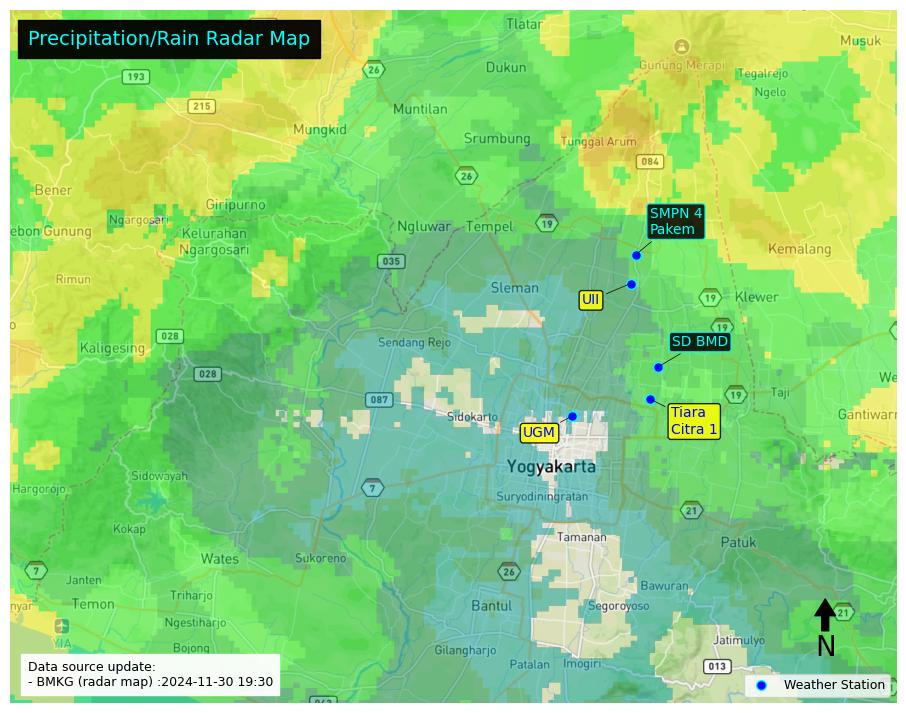 Precipitation/Rain Radar Map
Tlatar
Musuk
193
26
Dukun
Gunung Merapi
Tegalrejo
Ngelo
215
Muntilan
Mungkid
Srumbung
Tunggal Arum
084
26
Bener
Giripurno
SMPN 4
Pakem
Ngargosari
Ngluwar
Tempel
19
ebon Gunung
Kelurahan
Ngargosari
Kemalang
035
Rimun
Sleman
UII
19
Klewer
19
028
Sendang Rejo
SD BMD
Kaligesing
028
We
Taji
087
19
Sidokarto
Tiara
Citra 1
Gantiwarn
UGM
Yogyakarta
Sidowayah
Hargorojo
7
Suryodiningratan
21
Kokap
Tamanan
Patuk
Wates
Sukoreno
7
26
Janten
Bawuran
Triharjo
nyar
Temon
Bantul
Segoroyoso
21
Ngestiharjo
YIA
Jatimulyo
N
Bojong
Gilangharjo
Patalan
Imogiri
013
Data source update:
- BMKG (radar map) :2024-11-30 19:30
Weather Station